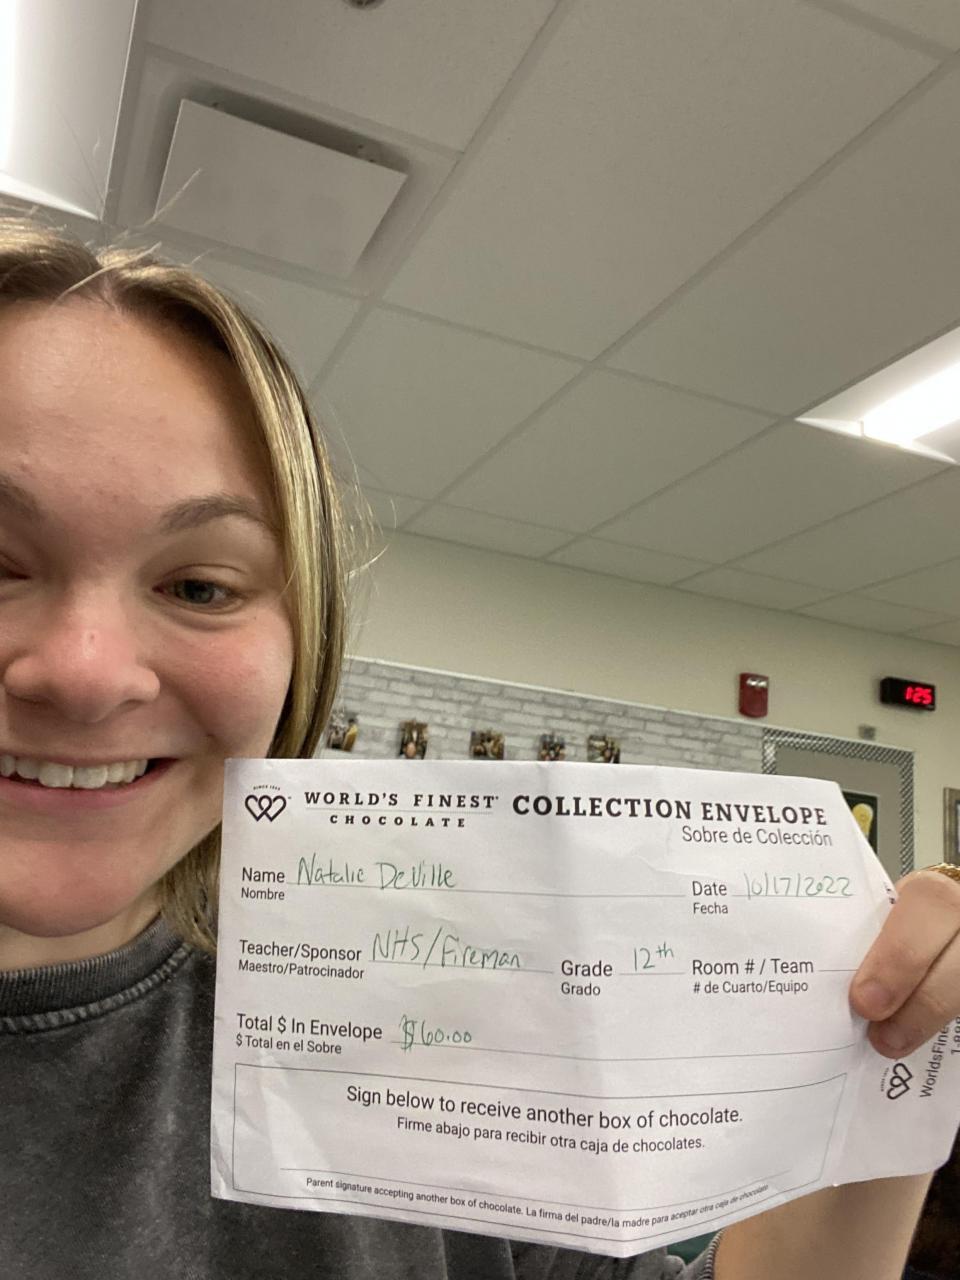 1:25
SINCE 1939
WORLD'S FINEST®
CHOCOLATE
COLLECTION ENVELOPE
Sobre de Colección
Name Natalie DeVille
Nombre
Date 10/17/2022
Fecha
Teacher/Sponsor NHS/Fireman
Maestro/Patrocinador
Grade 12th
Grado
Room # / Team
# de Cuarto/Equipo
Total $ In Envelope $60.00
$ Total en el Sobre
Sign below to receive another box of chocolate.
Firme abajo para recibir otra caja de chocolates.
Parent signature accepting another box of chocolate. La firma del padre/la madre para aceptar otra caja de chocolate
WorldsFine